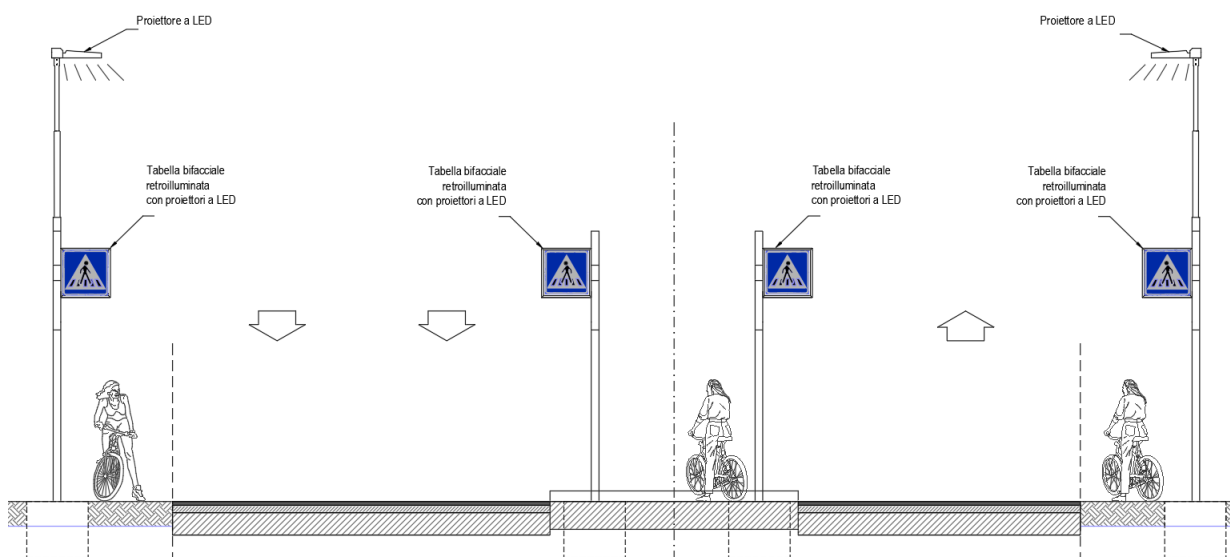 Proiettore a LED
Proiettore a LED
Tabella bifacciale
retroilluminata
con proiettori a LED
Tabella bifacciale
retroilluminata
con proiettori a LED
Tabella bifacciale
retroilluminata
con proiettori a LED
Tabella bifacciale
retroilluminata
con proiettori a LED